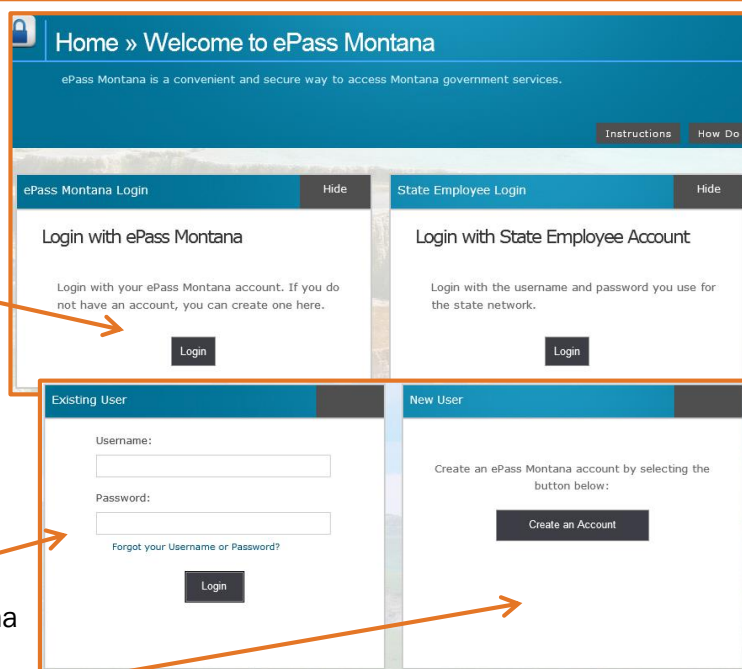 Home » Welcome to ePass Montana
ePass Montana is a convenient and secure way to access Montana government services.
Instructions
How Do
ePass Montana Login
Hide
Login with ePass Montana
Login with your ePass Montana account. If you do
not have an account, you can create one here.
Login
State Employee Login
Hide
Login with State Employee Account
Login with the username and password you use for
the state network.
Login
Existing User
Username:
Password:
Forgot your Username or Password?
Login
New User
Create an ePass Montana account by selecting the
button below:
Create an Account
na